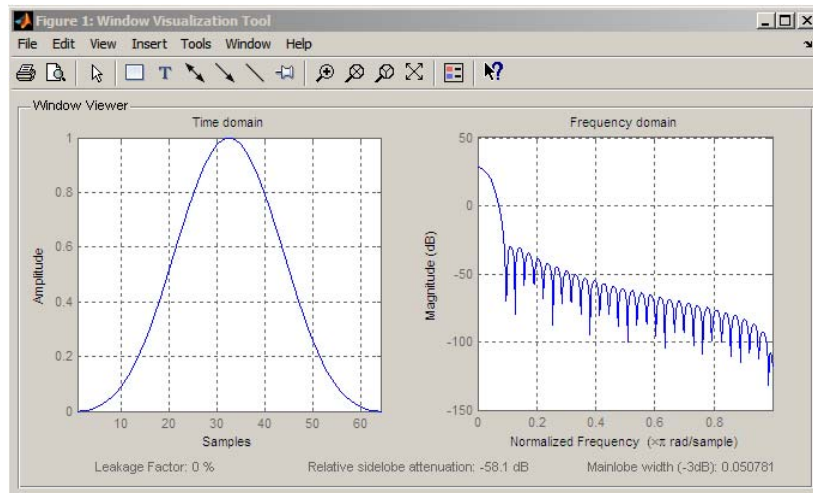 Figure 1: Window Visualization Tool
File Edit View Insert Tools Window Help
T
Window Viewer
Time domain
1
0.8
0.6
0.4
0.2
0
Amplitude
10 20 30 40 50 60
Samples
Frequency domain
50
0
-50
-100
-150
Magnitude (dB)
0 0.2 0.4 0.6 0.8
Normalized Frequency (×π rad/sample)
Leakage Factor: 0 %
Relative sidelobe attenuation: -58.1 dB
Mainlobe width (-3dB): 0.050781